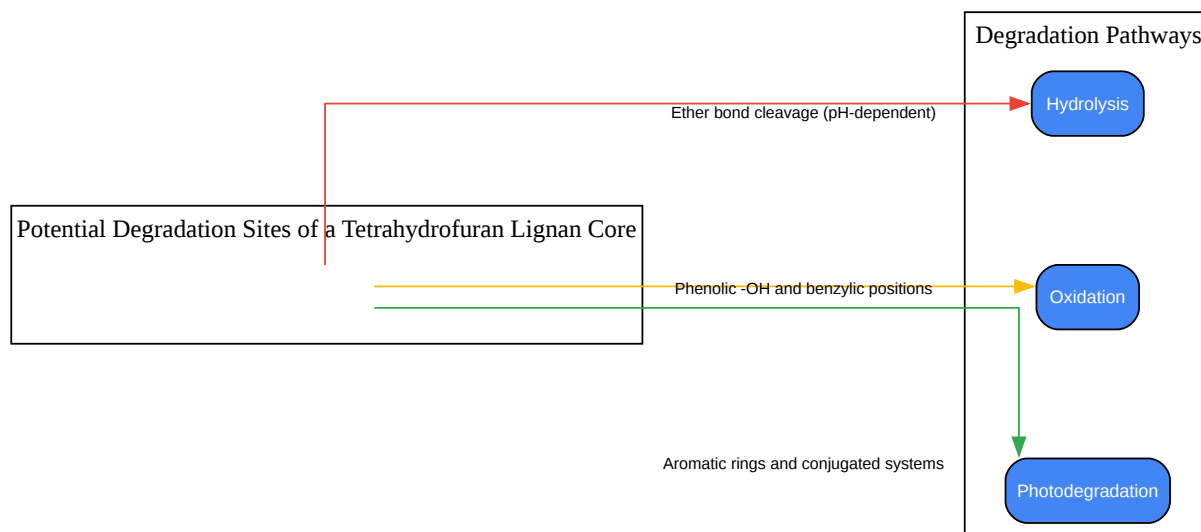 Degradation Pathways
Hydrolysis
Ether bond cleavage (pH-dependent)
Potential Degradation Sites of a Tetrahydrofuran Lignan Core
Phenolic -OH and benzylic positions
Oxidation
Aromatic rings and conjugated systems
Photodegradation